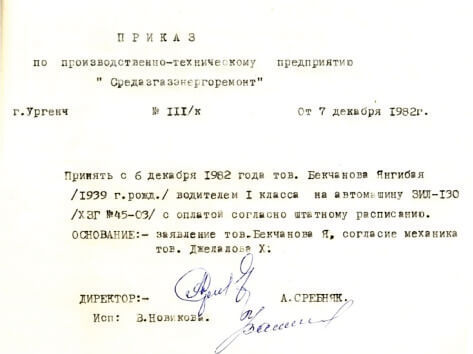 ПРИКАЗ
по производственно-техническому предприятию
" Средазгазэнергоремонт"
г.Ургенч № III/к От 7 декабря 1982г.
Принять с 6 декабря 1982 года тов. Бекчанова Янгибая
/1939 г.рожд./ водителем I класса на автомашину ЗИЛ-130
/ХЗГ №45-03/ с оплатой согласно штатному расписанию.
ОСНОВАНИЕ:- заявление тов.Бекчанова Я, согласие механика
тов. Джелалова Х.
ДИРЕКТОР:- А.СРЕБНЯК.
Исп: В.Новикова.